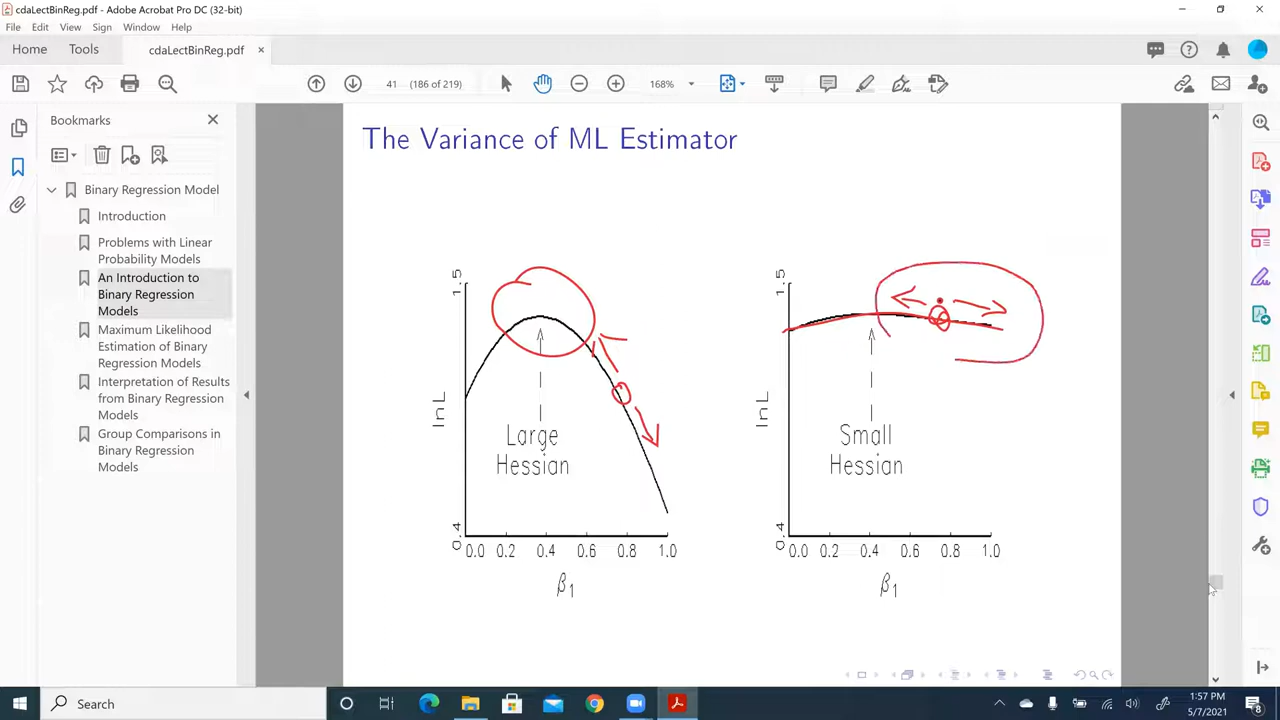 cdaLectBinReg.pdf - Adobe Acrobat Pro DC (32-bit)
File Edit View Sign Window Help
Home Tools cdaLectBinReg.pdf ×
41 (186 of 219) 168%
Bookmarks
Binary Regression Model
Introduction
Problems with Linear
Probability Models
An Introduction to
Binary Regression
Models
Maximum Likelihood
Estimation of Binary
Regression Models
Interpretation of Results
from Binary Regression
Models
Group Comparisons in
Binary Regression
Models
The Variance of ML Estimator
1.5
ln L
0.4
Large
Hessian
0.0 0.2 0.4 0.6 0.8 1.0
β1
1.5
ln L
0.4
Small
Hessian
0.0 0.2 0.4 0.6 0.8 1.0
β1
Search
1:57 PM
5/7/2021
8